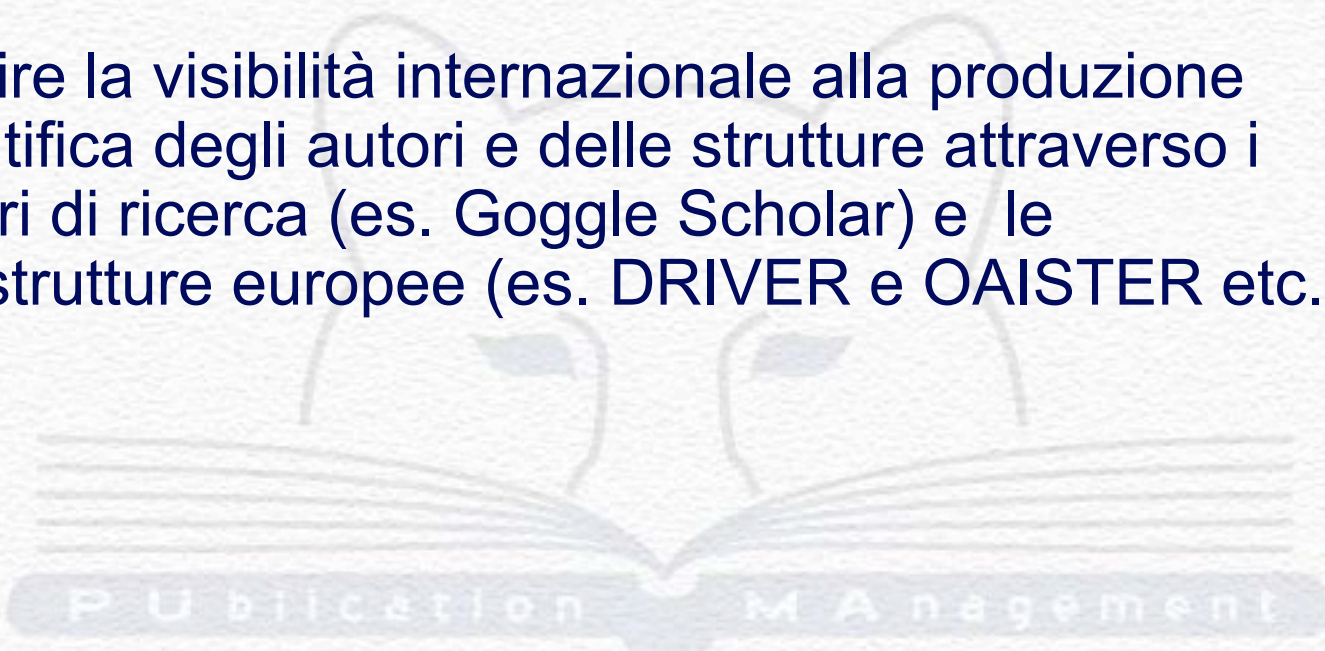 ire la visibilità internazionale alla produzione
tifica degli autori e delle strutture attraverso i
ri di ricerca (es. Goggle Scholar) e le
strutture europee (es. DRIVER e OAISTER etc.
PUblication MAnagement